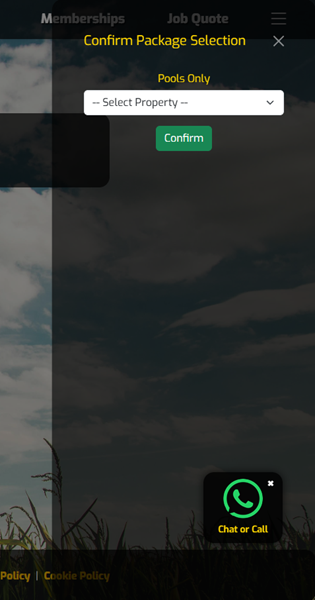 Memberships Job Quote
Confirm Package Selection
Pools Only
-- Select Property --
Confirm
Chat or Call
Policy | Cookie Policy